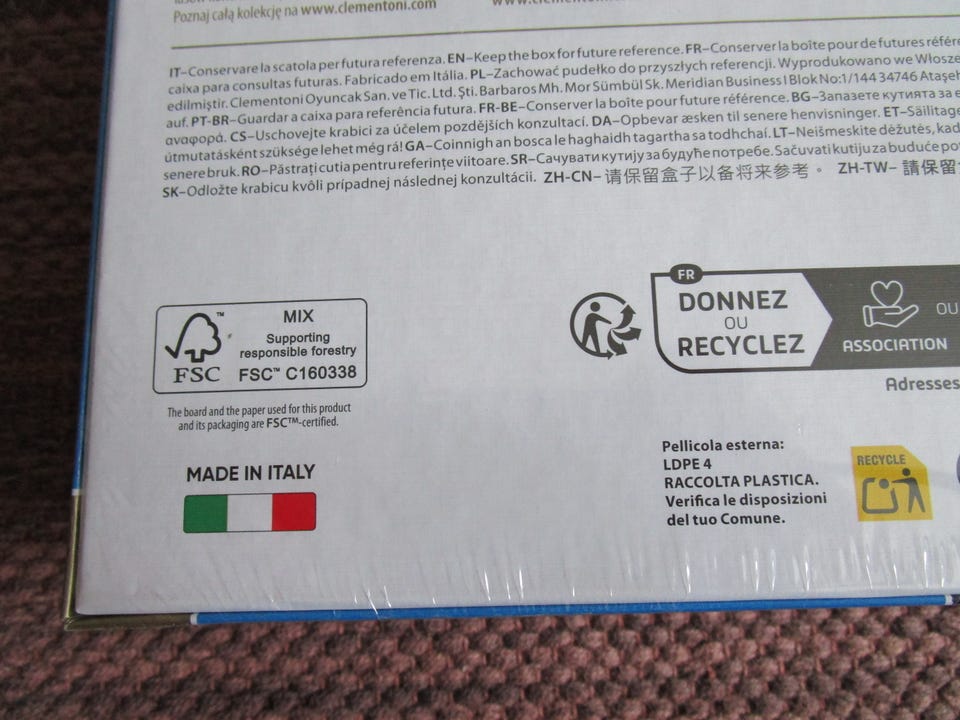 Poznaj całą kolekcję na www.clementoni.com
IT–Conservare la scatola per futura referenza. EN–Keep the box for future reference. FR–Conserver la boîte pour de futures
caixa para consultas futuras. Fabricado em Itália. PL–Zachować pudełko do przyszłych referencji. Wyprodukowano we
edilmiştir. Clementoni Oyuncak San. ve Tic. Ltd. Şti. Barbaros Mh. Mor Sümbül Sk. Meridian Business I Blok No:1/144 34746
auf. PT-BR–Guardar a caixa para referência futura. FR-BE–Conserver la boîte pour future référence. BG–Запазете кутията за
αναφορά. CS–Uschovejte krabici za účelem pozdějších konzultací. DA–Opbevar æsken til senere henvisninger. ET–Säilitage
útmutatásként szüksége lehet még rá! GA–Coinnigh an bosca le haghaidh tagartha sa todhchaí. LT–Neišmeskite dėžutės,
senere bruk. RO–Păstrați cutia pentru referințe viitoare. SR–Сачувати кутију за будуће потребе. Sačuvati kutiju za buduće
SK–Odložte krabicu kvôli prípadnej následnej konzultácii. ZH-CN–请保留盒子以备将来参考。 ZH-TW–請保留
FSC™
MIX
Supporting
responsible forestry
FSC™ C160338
The board and the paper used for this product
and its packaging are FSC™-certified.
MADE IN ITALY
FR
DONNEZ
OU
RECYCLEZ
ASSOCIATION
OU
Adresses
Pellicola esterna:
LDPE 4
RACCOLTA PLASTICA.
Verifica le disposizioni
del tuo Comune.
RECYCLE